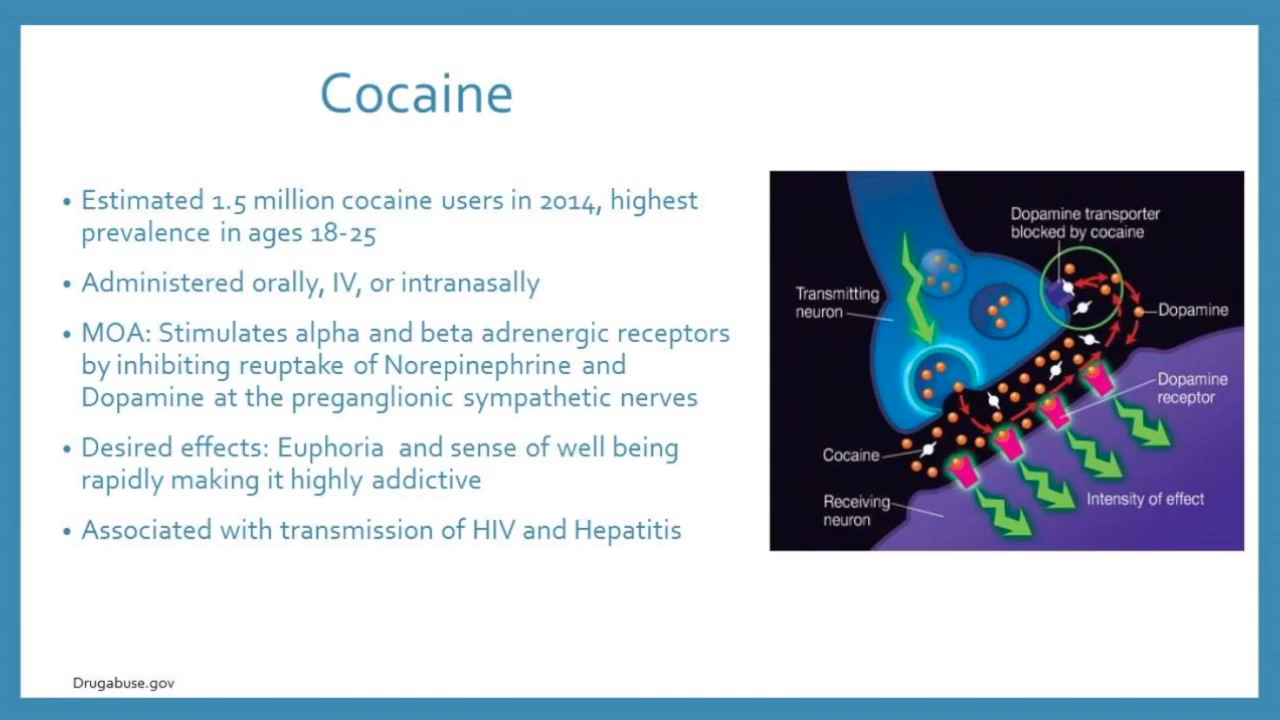 Cocaine
• Estimated 1.5 million cocaine users in 2014, highest
prevalence in ages 18-25
• Administered orally, IV, or intranasally
• MOA: Stimulates alpha and beta adrenergic receptors
by inhibiting reuptake of Norepinephrine and
Dopamine at the preganglionic sympathetic nerves
• Desired effects: Euphoria and sense of well being
rapidly making it highly addictive
• Associated with transmission of HIV and Hepatitis
Dopamine transporter
blocked by cocaine
Transmitting
neuron
Dopamine
Dopamine
receptor
Cocaine
Intensity of effect
Receiving
neuron
Drugabuse.gov